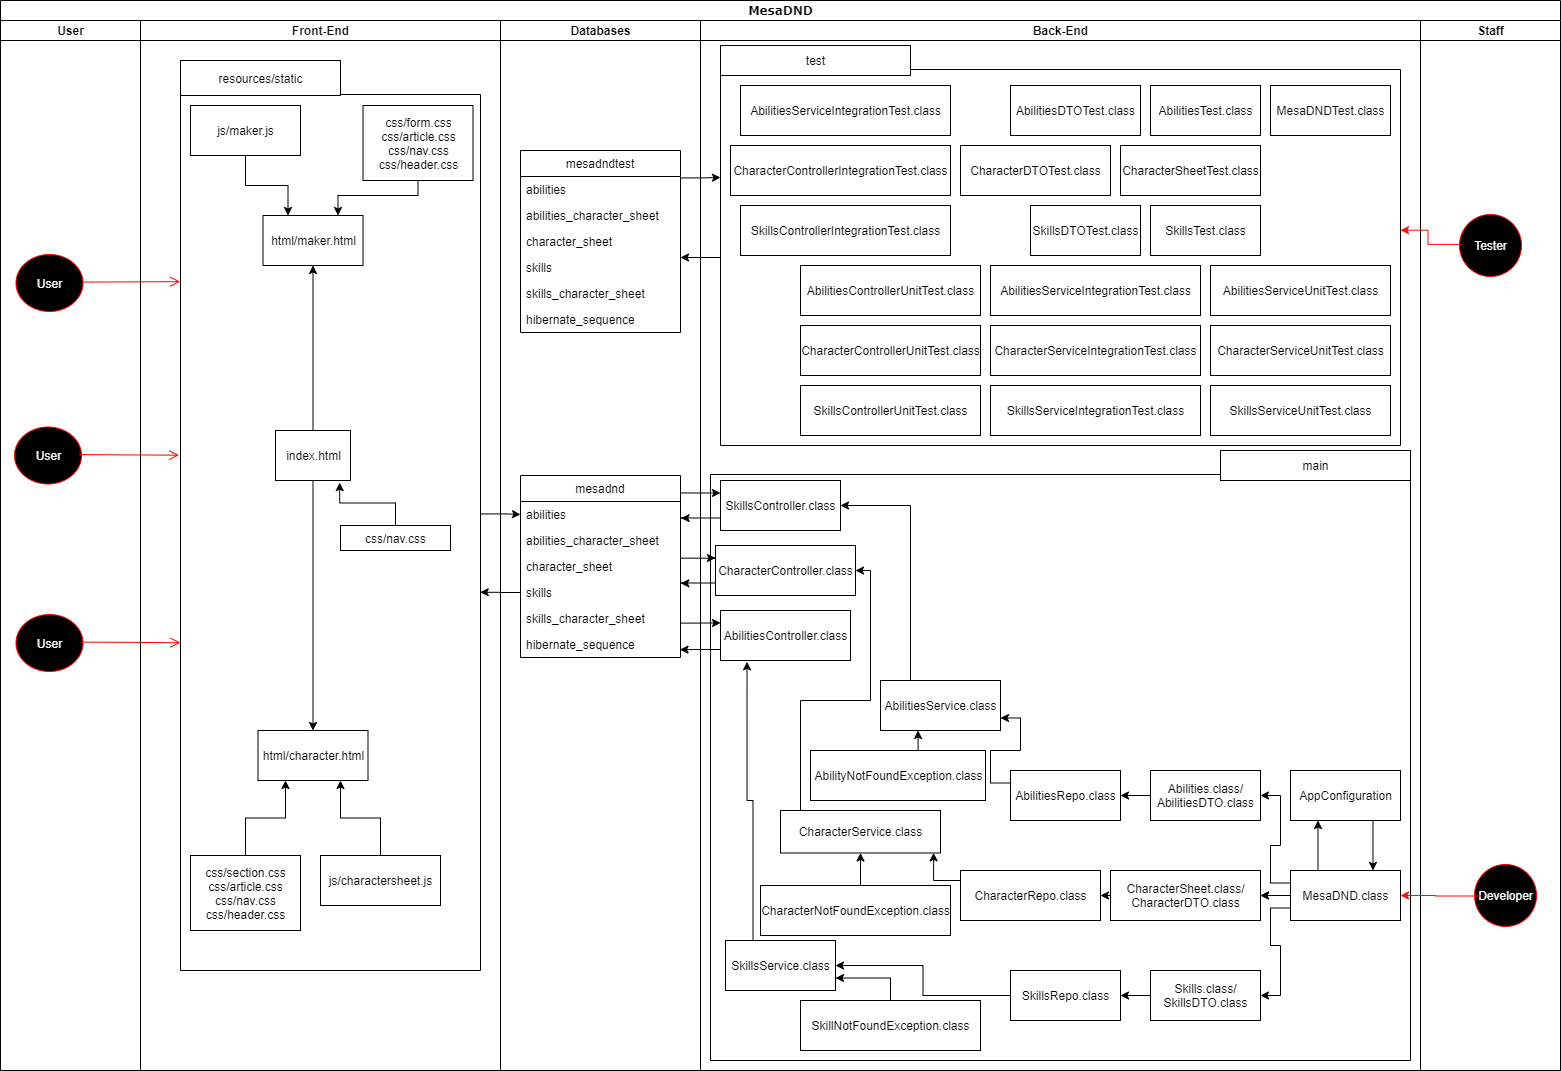 MesaDND
User
Front-End
Databases
Back-End
Staff
User
User
User
resources/static
js/maker.js
css/form.css
css/article.css
css/nav.css
css/header.css
html/maker.html
index.html
css/nav.css
html/character.html
css/section.css
css/article.css
css/nav.css
css/header.css
js/charactersheet.js
mesadndtest
abilities
abilities_character_sheet
character_sheet
skills
skills_character_sheet
hibernate_sequence
mesadnd
abilities
abilities_character_sheet
character_sheet
skills
skills_character_sheet
hibernate_sequence
test
AbilitiesServiceIntegrationTest.class
AbilitiesDTOTest.class
AbilitiesTest.class
MesaDNDTest.class
CharacterControllerIntegrationTest.class
CharacterDTOTest.class
CharacterSheetTest.class
SkillsControllerIntegrationTest.class
SkillsDTOTest.class
SkillsTest.class
AbilitiesControllerUnitTest.class
AbilitiesServiceIntegrationTest.class
AbilitiesServiceUnitTest.class
CharacterControllerUnitTest.class
CharacterServiceIntegrationTest.class
CharacterServiceUnitTest.class
SkillsControllerUnitTest.class
SkillsServiceIntegrationTest.class
SkillsServiceUnitTest.class
main
SkillsController.class
CharacterController.class
AbilitiesController.class
AbilitiesService.class
AbilityNotFoundException.class
AbilitiesRepo.class
Abilities.class/
AbilitiesDTO.class
AppConfiguration
CharacterService.class
CharacterNotFoundException.class
CharacterRepo.class
CharacterSheet.class/
CharacterDTO.class
MesaDND.class
SkillsService.class
SkillNotFoundException.class
SkillsRepo.class
Skills.class/
SkillsDTO.class
Tester
Developer